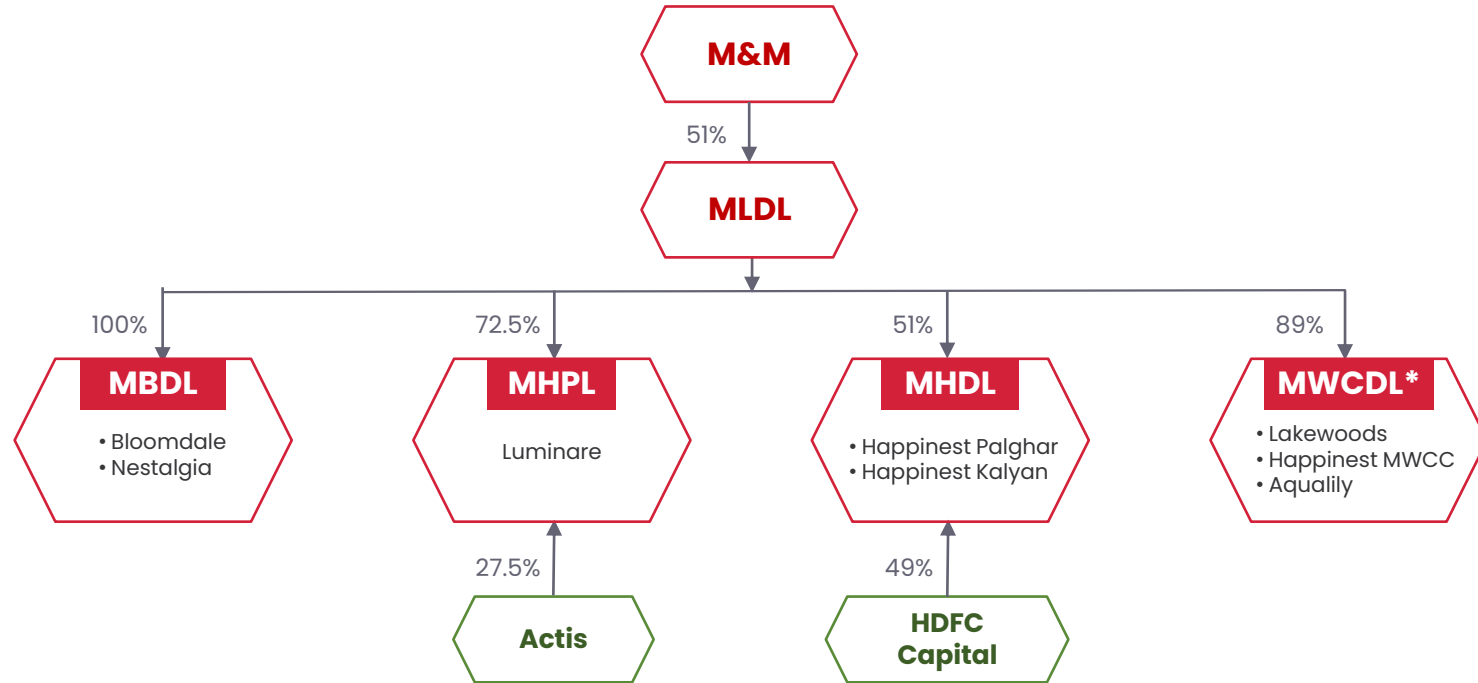 M&M
51%
MLDL
100%
72.5%
51%
89%
MBDL
• Bloomdale
• Nestalgia
MHPL
Luminare
MHDL
• Happinest Palghar
• Happinest Kalyan
MWCDL*
• Lakewoods
• Happinest MWCC
• Aqualily
27.5%
49%
Actis
HDFC
Capital